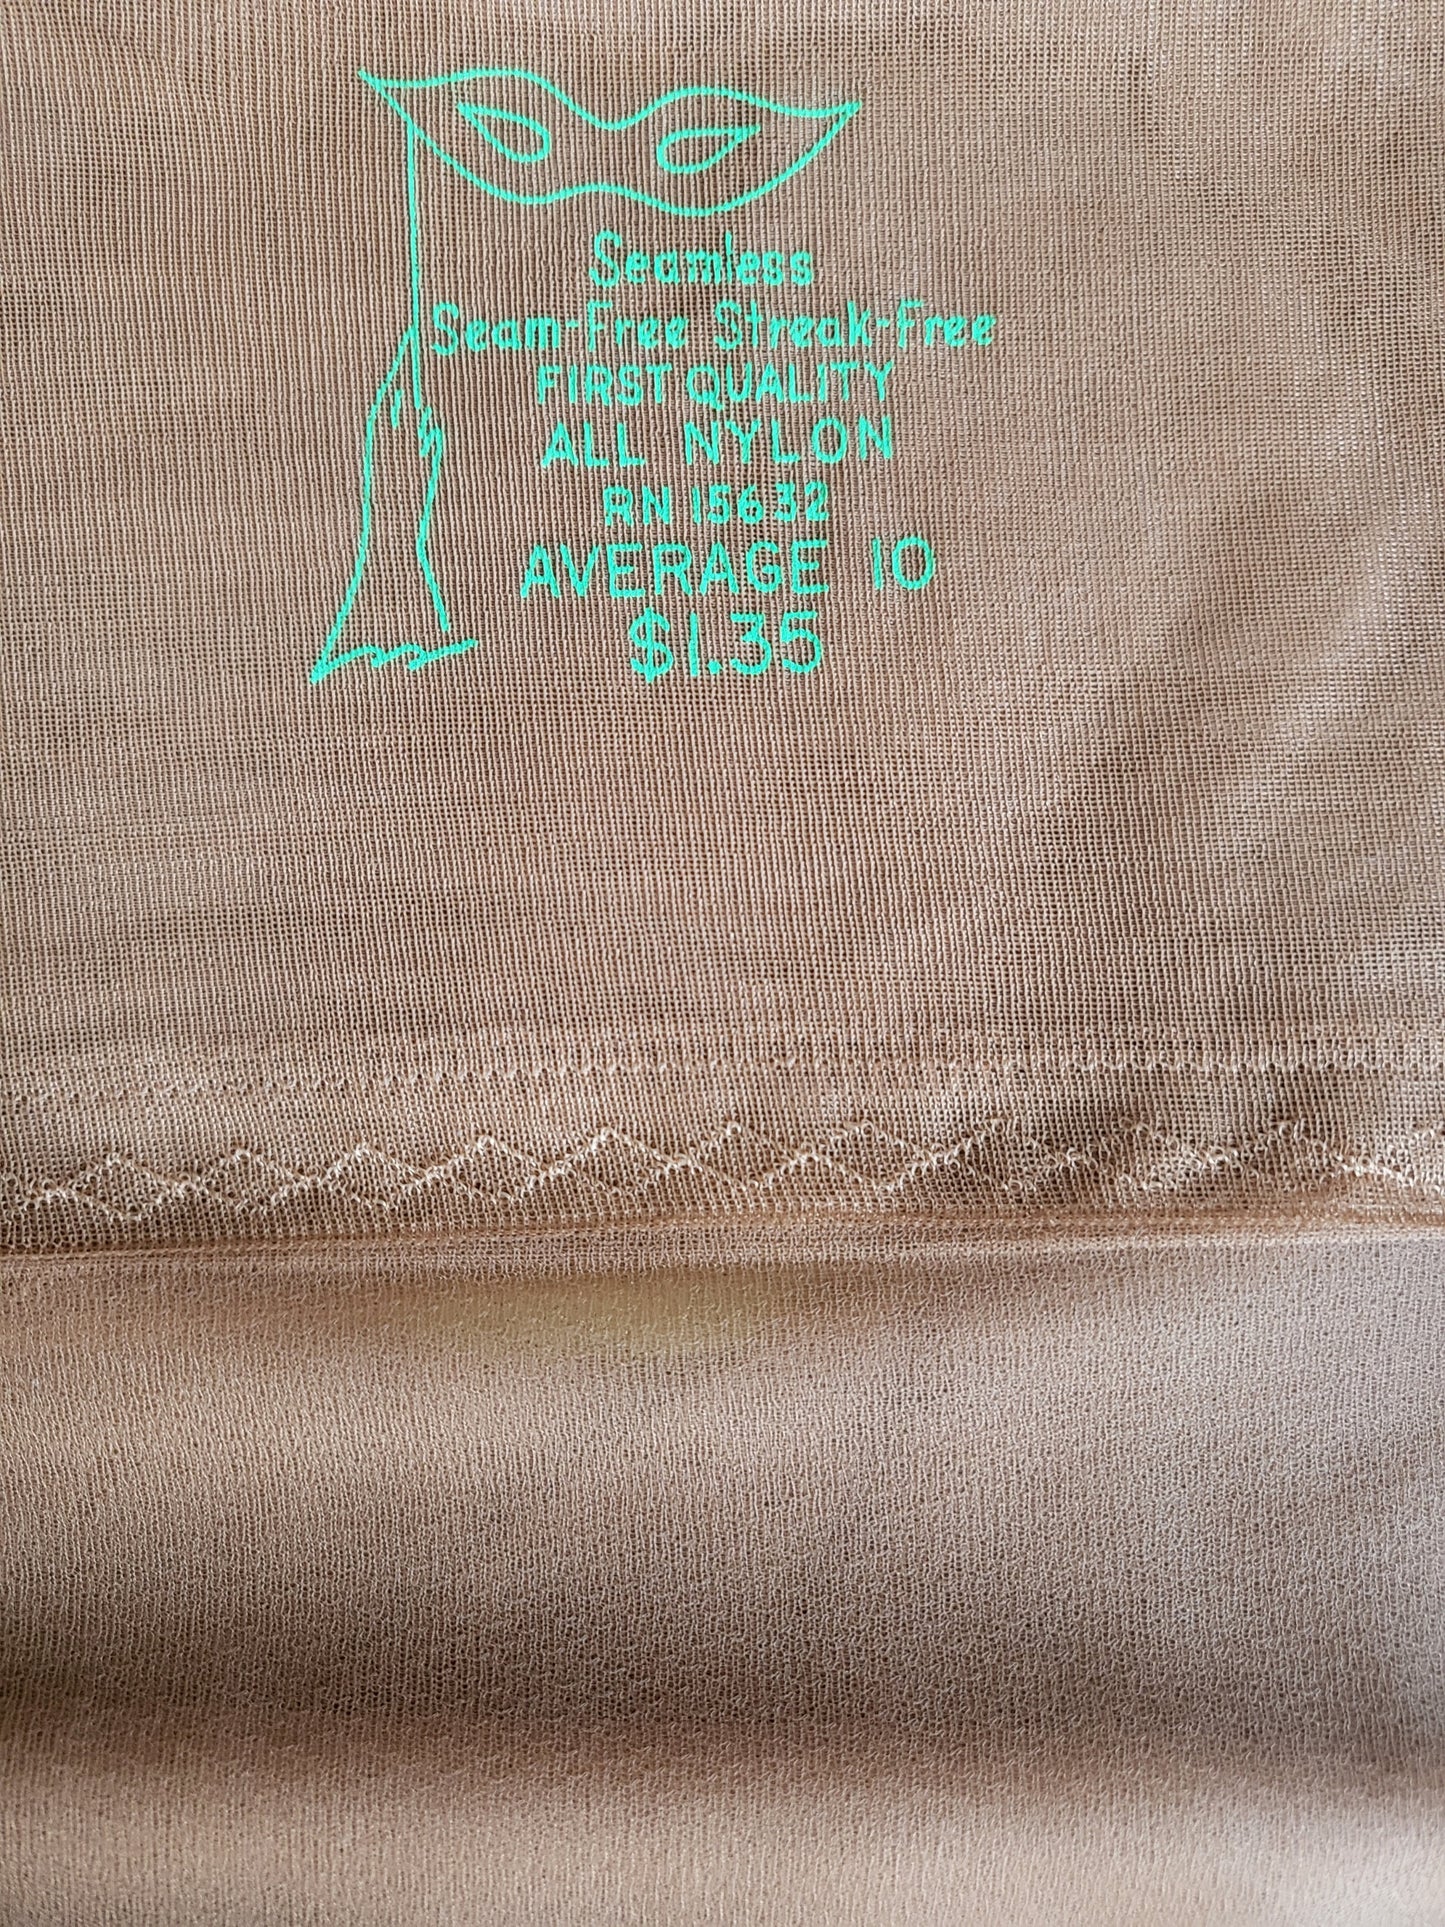 Seamless
Seam-Free Streak-Free
FIRST QUALITY
ALL NYLON
RN 15632
AVERAGE 10
$1.35